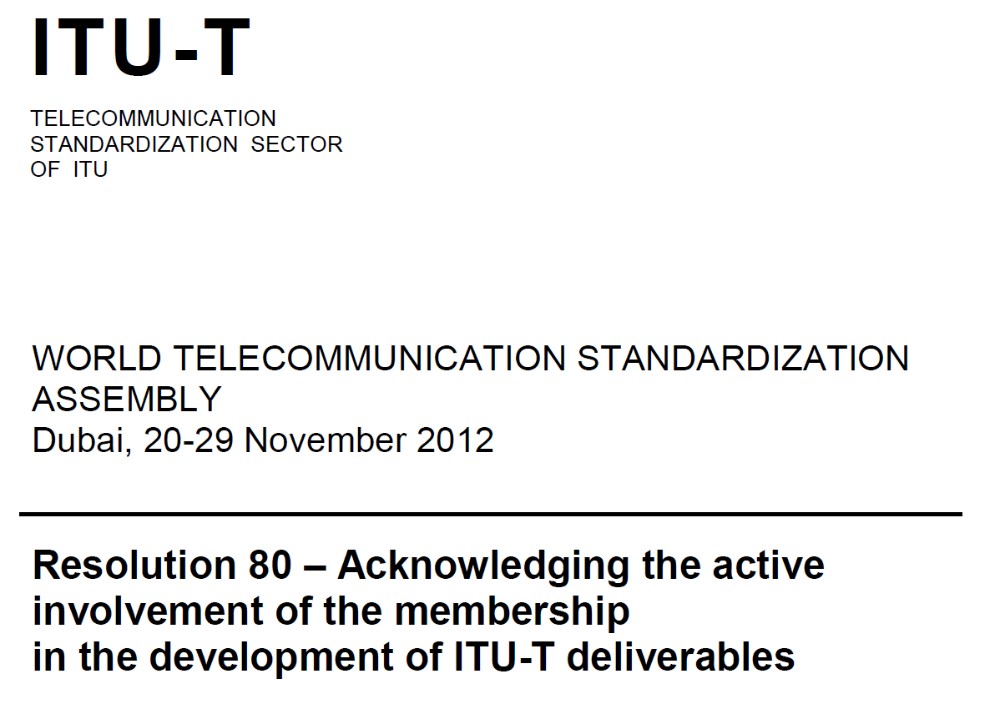 ITU-T
TELECOMMUNICATION
STANDARDIZATION SECTOR
OF ITU
WORLD TELECOMMUNICATION STANDARDIZATION
ASSEMBLY
Dubai, 20-29 November 2012
Resolution 80 – Acknowledging the active
involvement of the membership
in the development of ITU-T deliverables